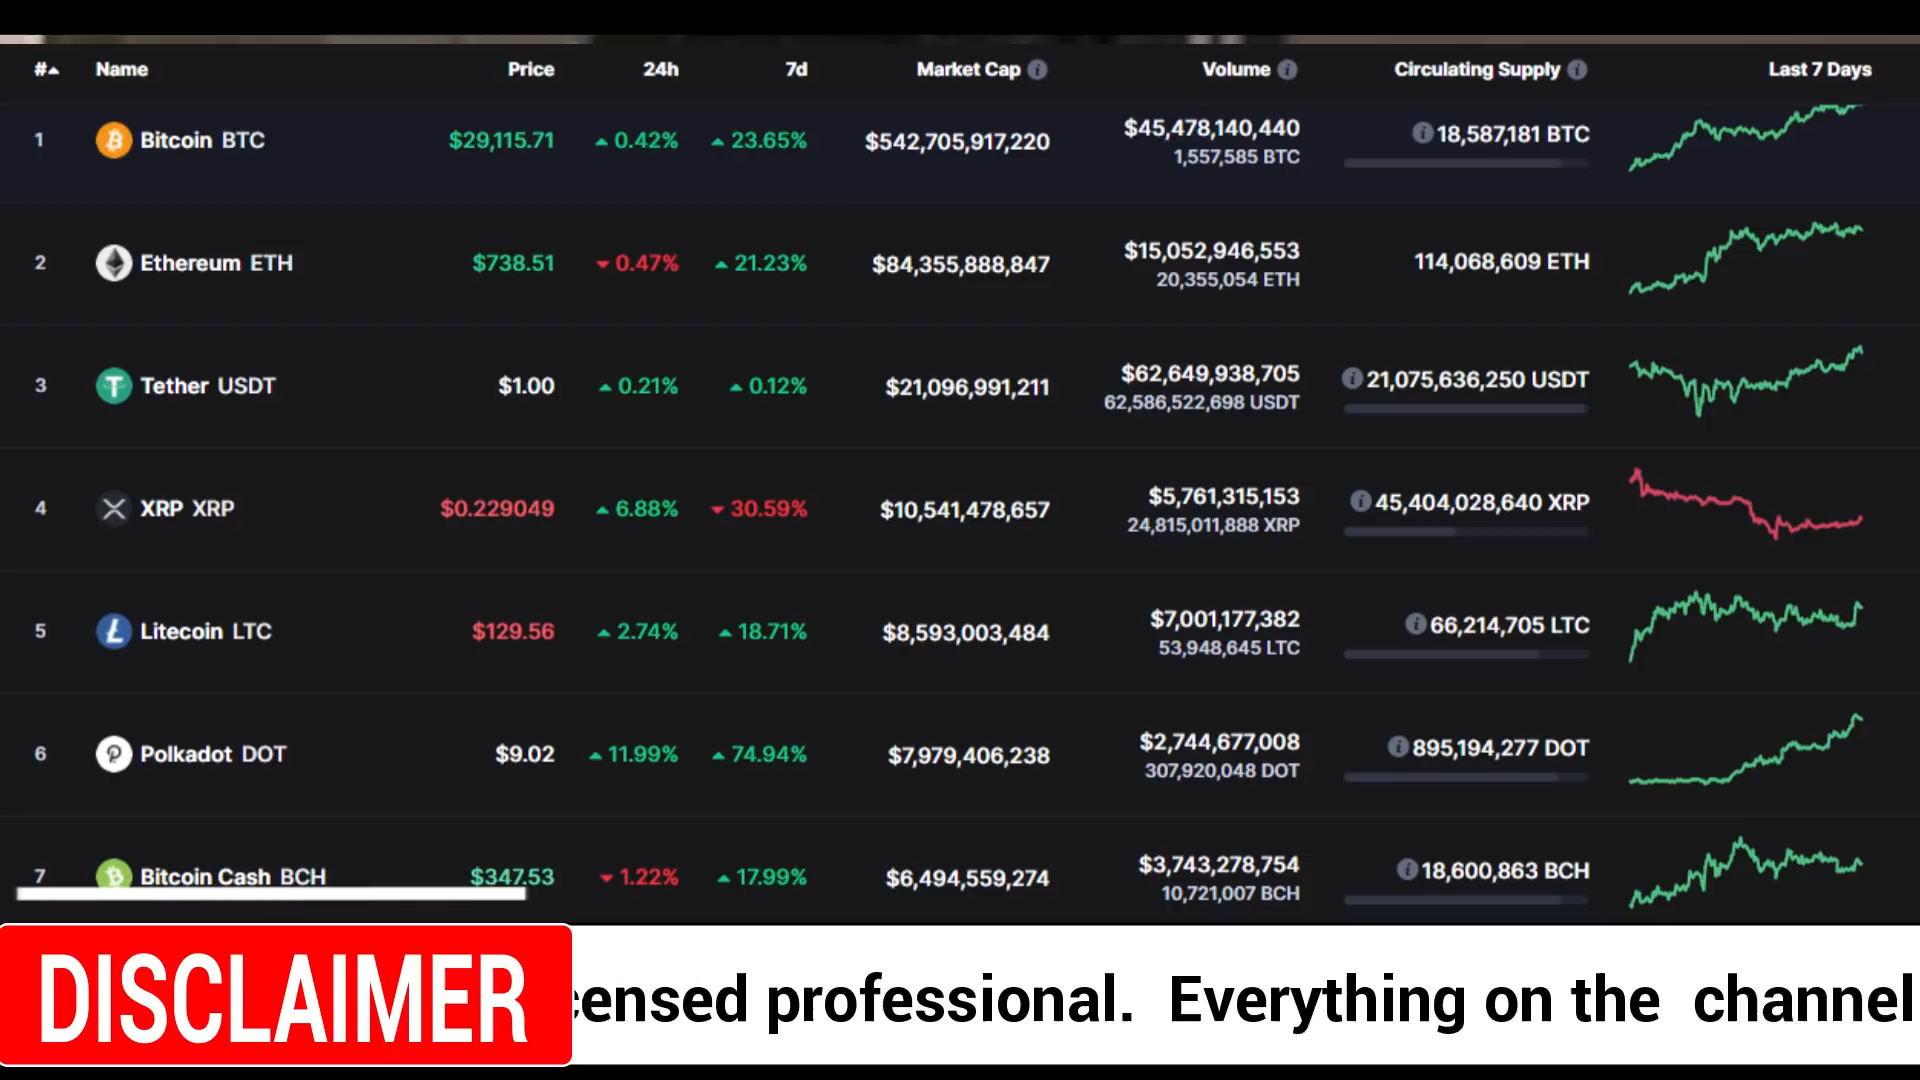 # Name Price 24h 7d Market Cap Volume Circulating Supply Last 7 Days
1 Bitcoin BTC $29,115.71 0.42% 23.65% $542,705,917,220 $45,478,140,440 18,587,181 BTC
1,557,585 BTC
2 Ethereum ETH $738.51 0.47% 21.23% $84,355,888,847 $15,052,946,553 114,068,609 ETH
20,355,054 ETH
3 Tether USDT $1.00 0.21% 0.12% $21,096,991,211 $62,649,938,705 21,075,636,250 USDT
62,586,522,698 USDT
4 XRP XRP $0.229049 6.88% 30.59% $10,541,478,657 $5,761,315,153 45,404,028,640 XRP
24,815,011,888 XRP
5 Litecoin LTC $129.56 2.74% 18.71% $8,593,003,484 $7,001,177,382 66,214,705 LTC
53,948,645 LTC
6 Polkadot DOT $9.02 11.99% 74.94% $7,979,406,238 $2,744,677,008 895,194,277 DOT
307,920,048 DOT
7 Bitcoin Cash BCH $347.53 1.22% 17.99% $6,494,559,274 $3,743,278,754 18,600,863 BCH
10,721,007 BCH
DISCLAIMER censed professional. Everything on the channel